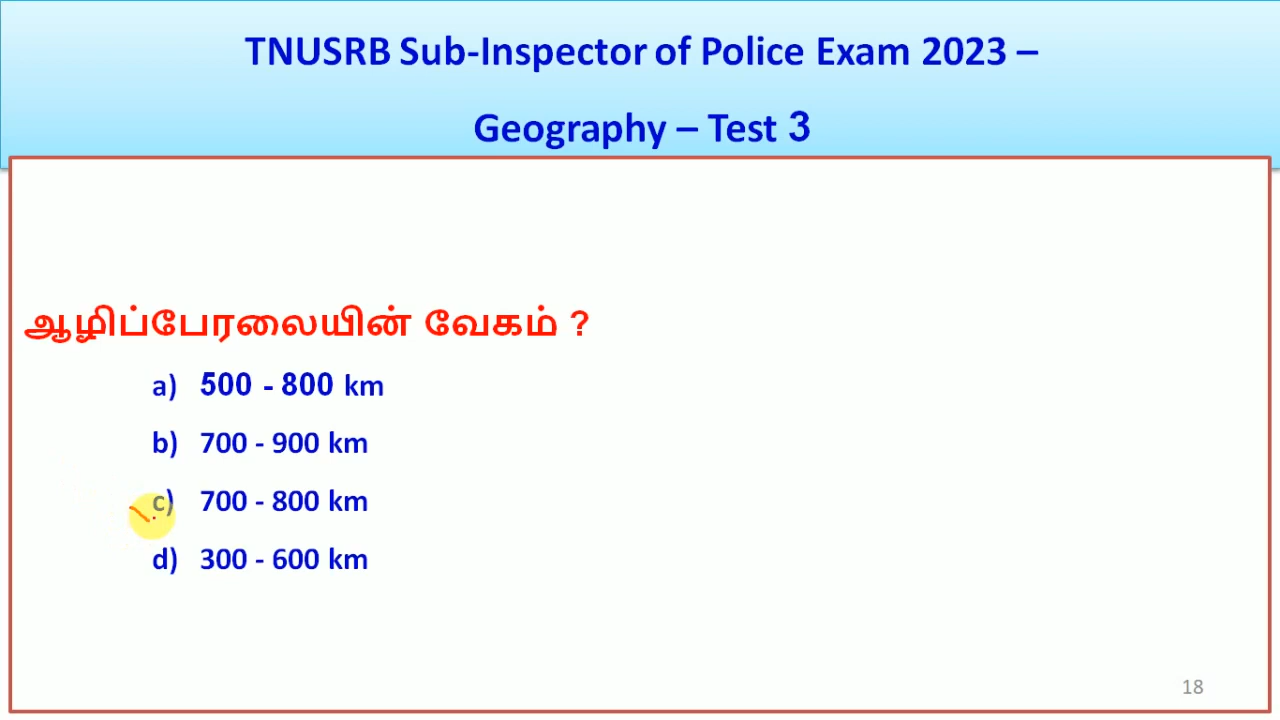 TNUSRB Sub-Inspector of Police Exam 2023 –
Geography – Test 3
ஆழிப்பேரலையின் வேகம் ?
a) 500 - 800 km
b) 700 - 900 km
c) 700 - 800 km
d) 300 - 600 km
18